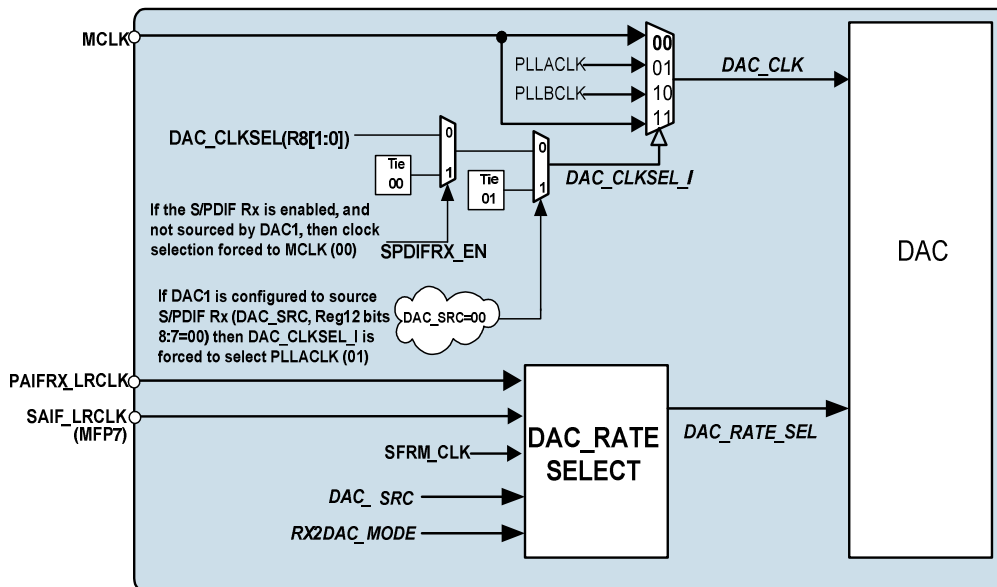 MCLK
00
PLLACLK
01
DAC_CLK
PLLBCLK
10
11
DAC
DAC_CLKSEL(R8[1:0])
0
Tie
00
1
0
Tie
01
1
DAC_CLKSEL_I
If the S/PDIF Rx is enabled, and
not sourced by DAC1, then clock
selection forced to MCLK (00)
SPDIFRX_EN
If DAC1 is configured to source
S/PDIF Rx (DAC_SRC, Reg12 bits
8:7=00) then DAC_CLKSEL_I is
forced to select PLLACLK (01)
DAC_SRC=00
PAIFRX_LRCLK
SAIF_LRCLK
(MFP7)
SFRM_CLK
DAC_ SRC
RX2DAC_MODE
DAC_RATE
SELECT
DAC_RATE_SEL